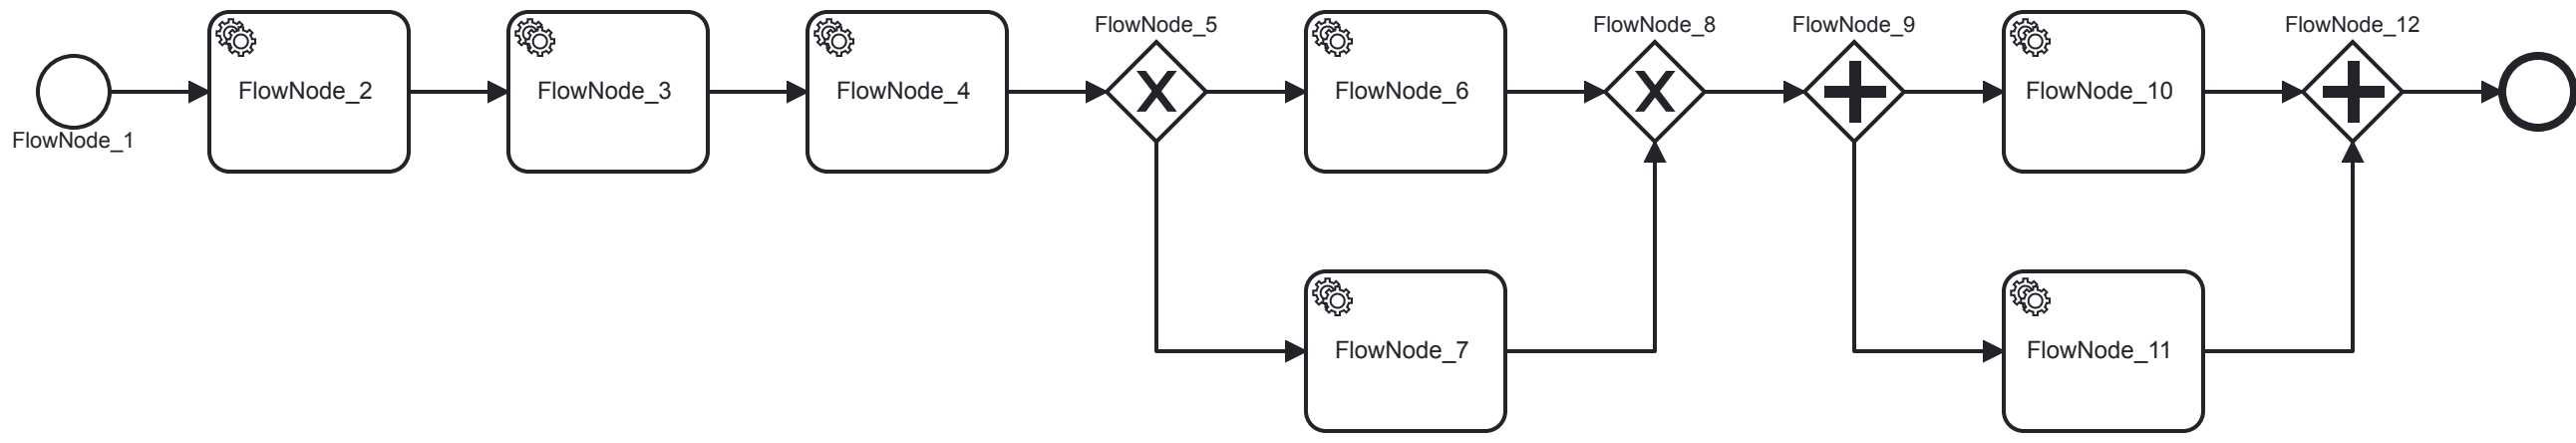 FlowNode_1
FlowNode_2
FlowNode_3
FlowNode_4
FlowNode_5
FlowNode_6
FlowNode_7
FlowNode_8
FlowNode_9
FlowNode_10
FlowNode_11
FlowNode_12